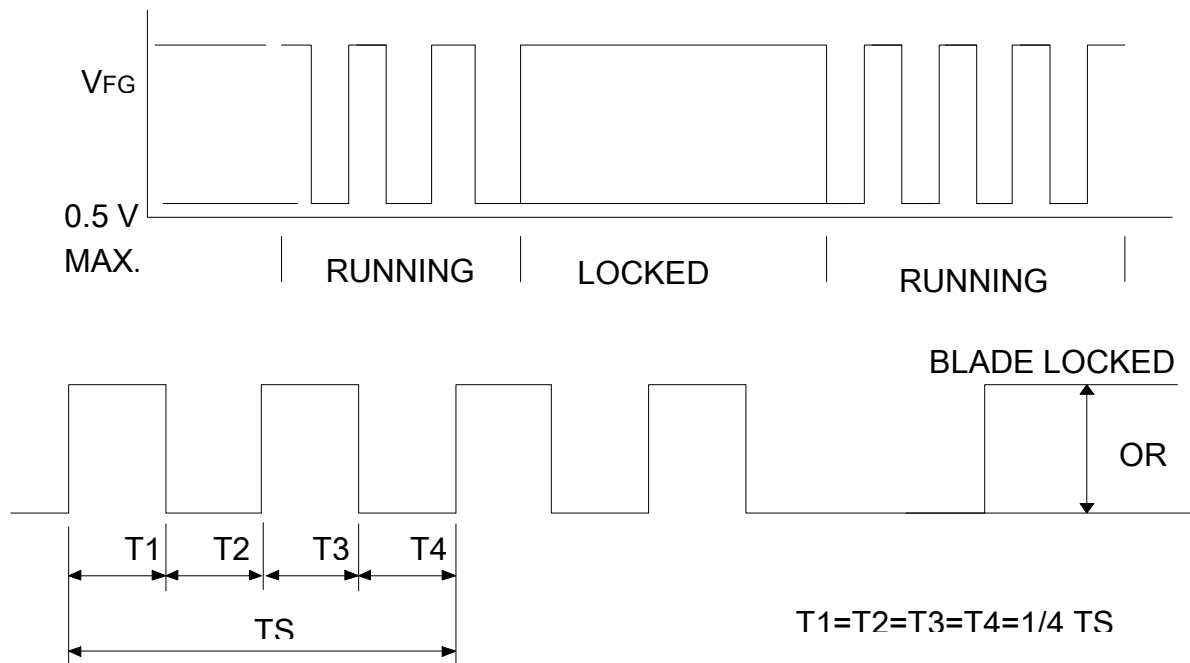 VFG
0.5 V
MAX.
RUNNING
LOCKED
RUNNING
BLADE LOCKED
OR
T1
T2
T3
T4
TS
T1=T2=T3=T4=1/4 TS